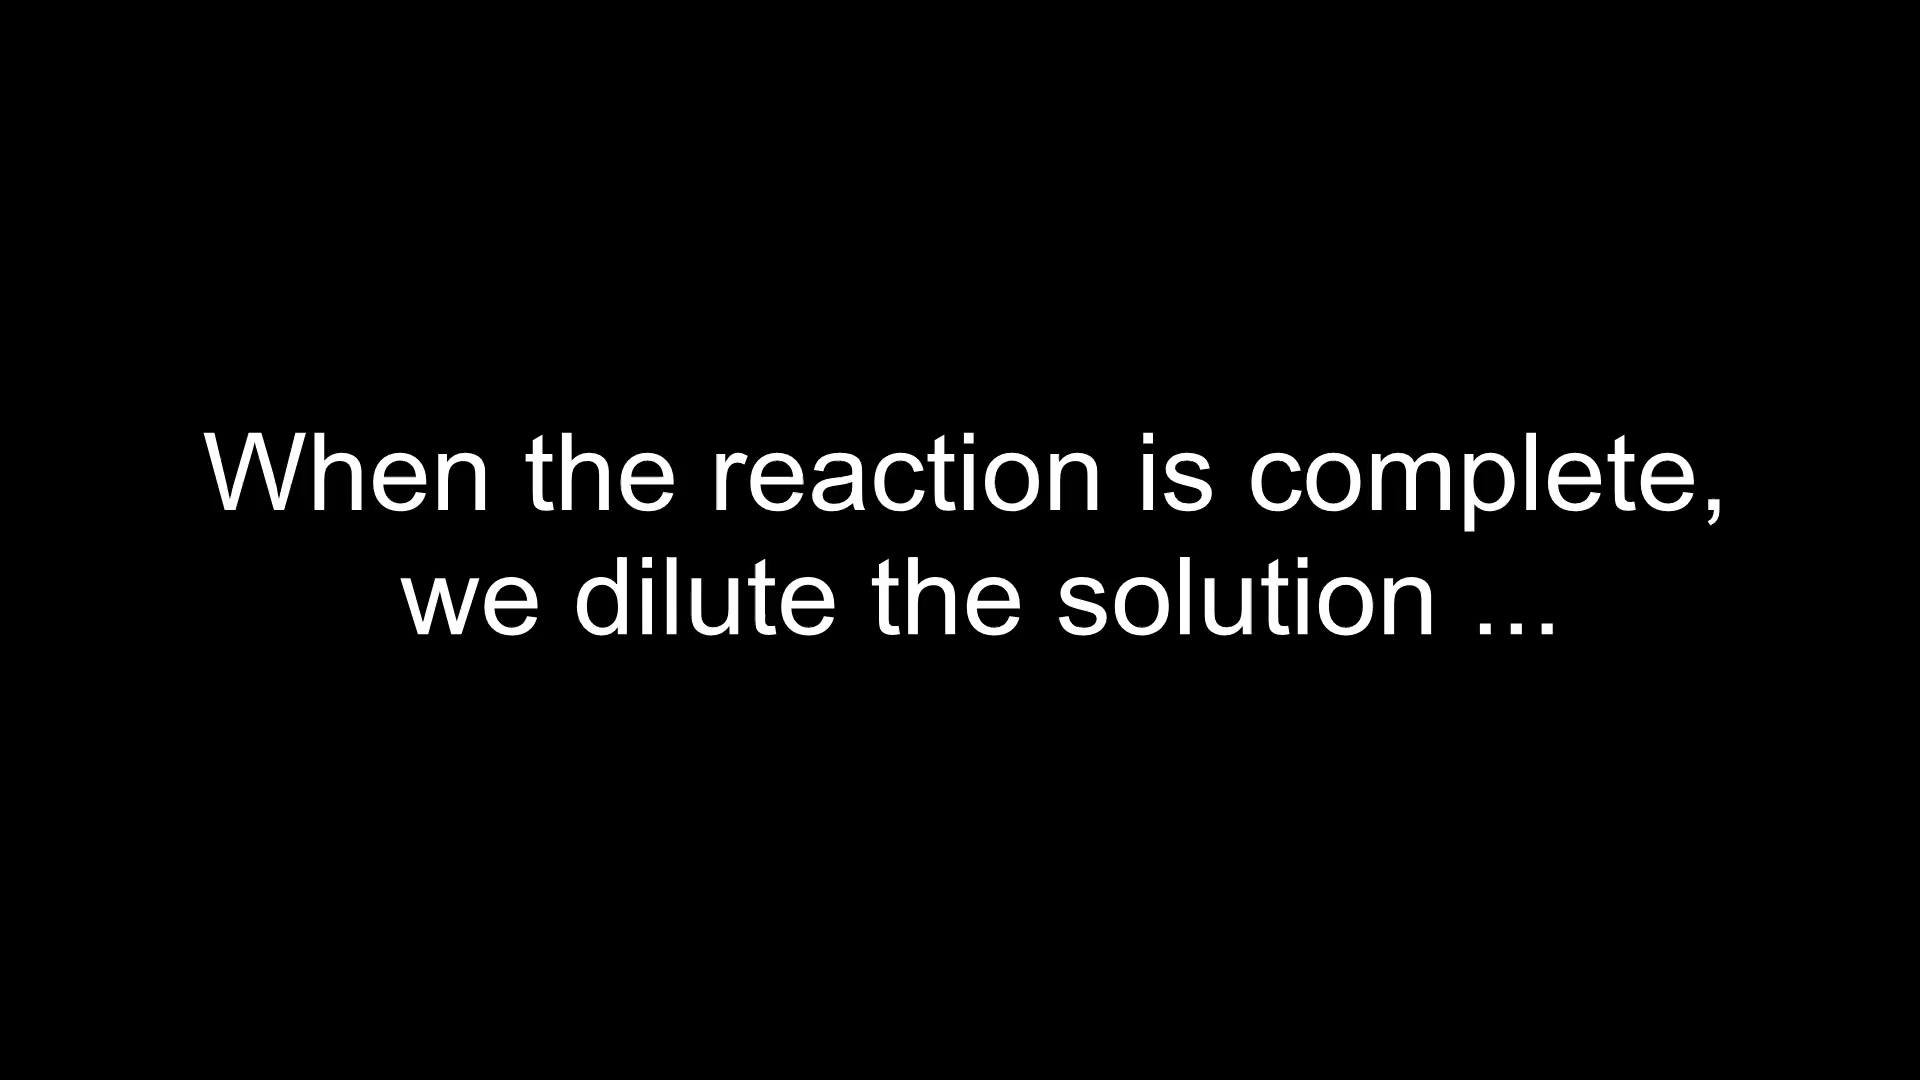 When the reaction is complete,
we dilute the solution ...